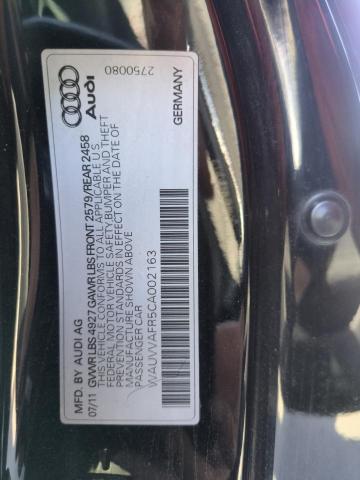 MFD. BY AUDI AG
07/11 GVWR LBS 4927 GAWR LBS FRONT 2579/REAR 2458
THIS VEHICLE CONFORMS TO ALL APPLICABLE U.S.
FEDERAL MOTOR VEHICLE SAFETY, BUMPER AND THEFT
PREVENTION STANDARDS IN EFFECT ON THE DATE OF
MANUFACTURE SHOWN ABOVE.
PASSENGER CAR
WAUVVAFR5CA002163
Audi
2750080
GERMANY